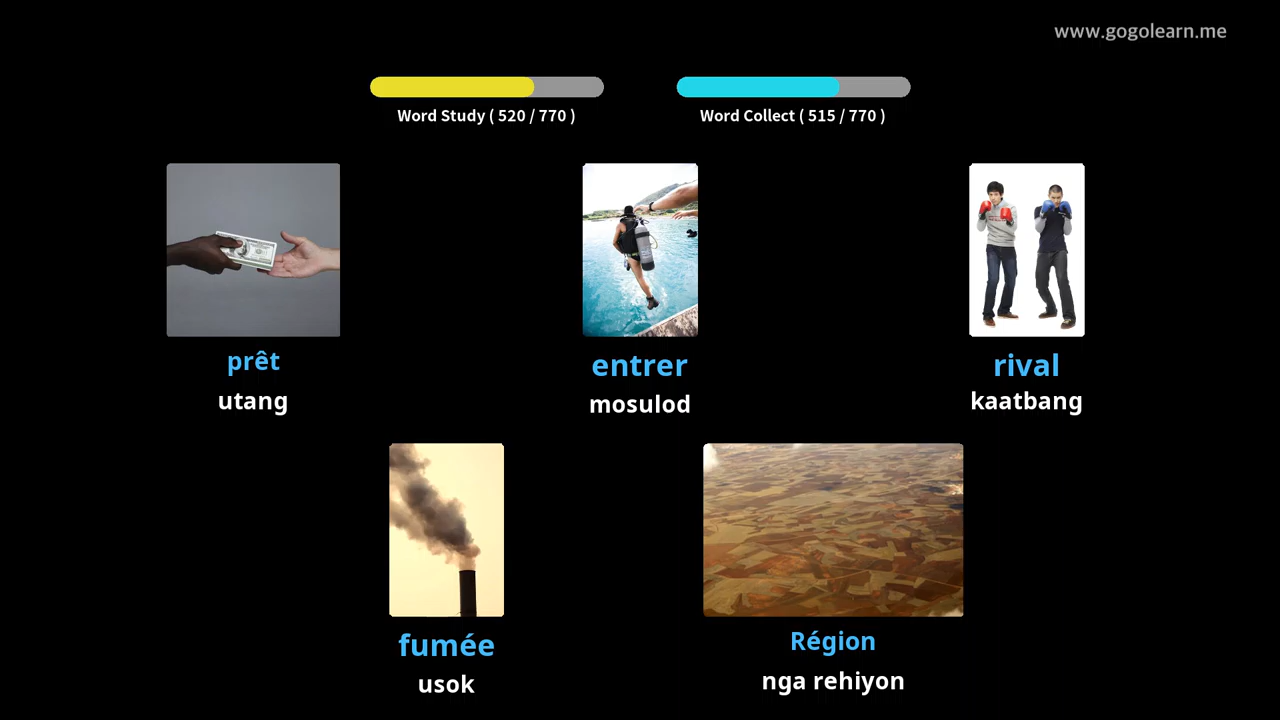 www.gogolearn.me
Word Study ( 520 / 770 )
Word Collect ( 515 / 770 )
prêt
utang
entrer
mosulod
rival
kaatbang
fumée
usok
Région
nga rehiyon